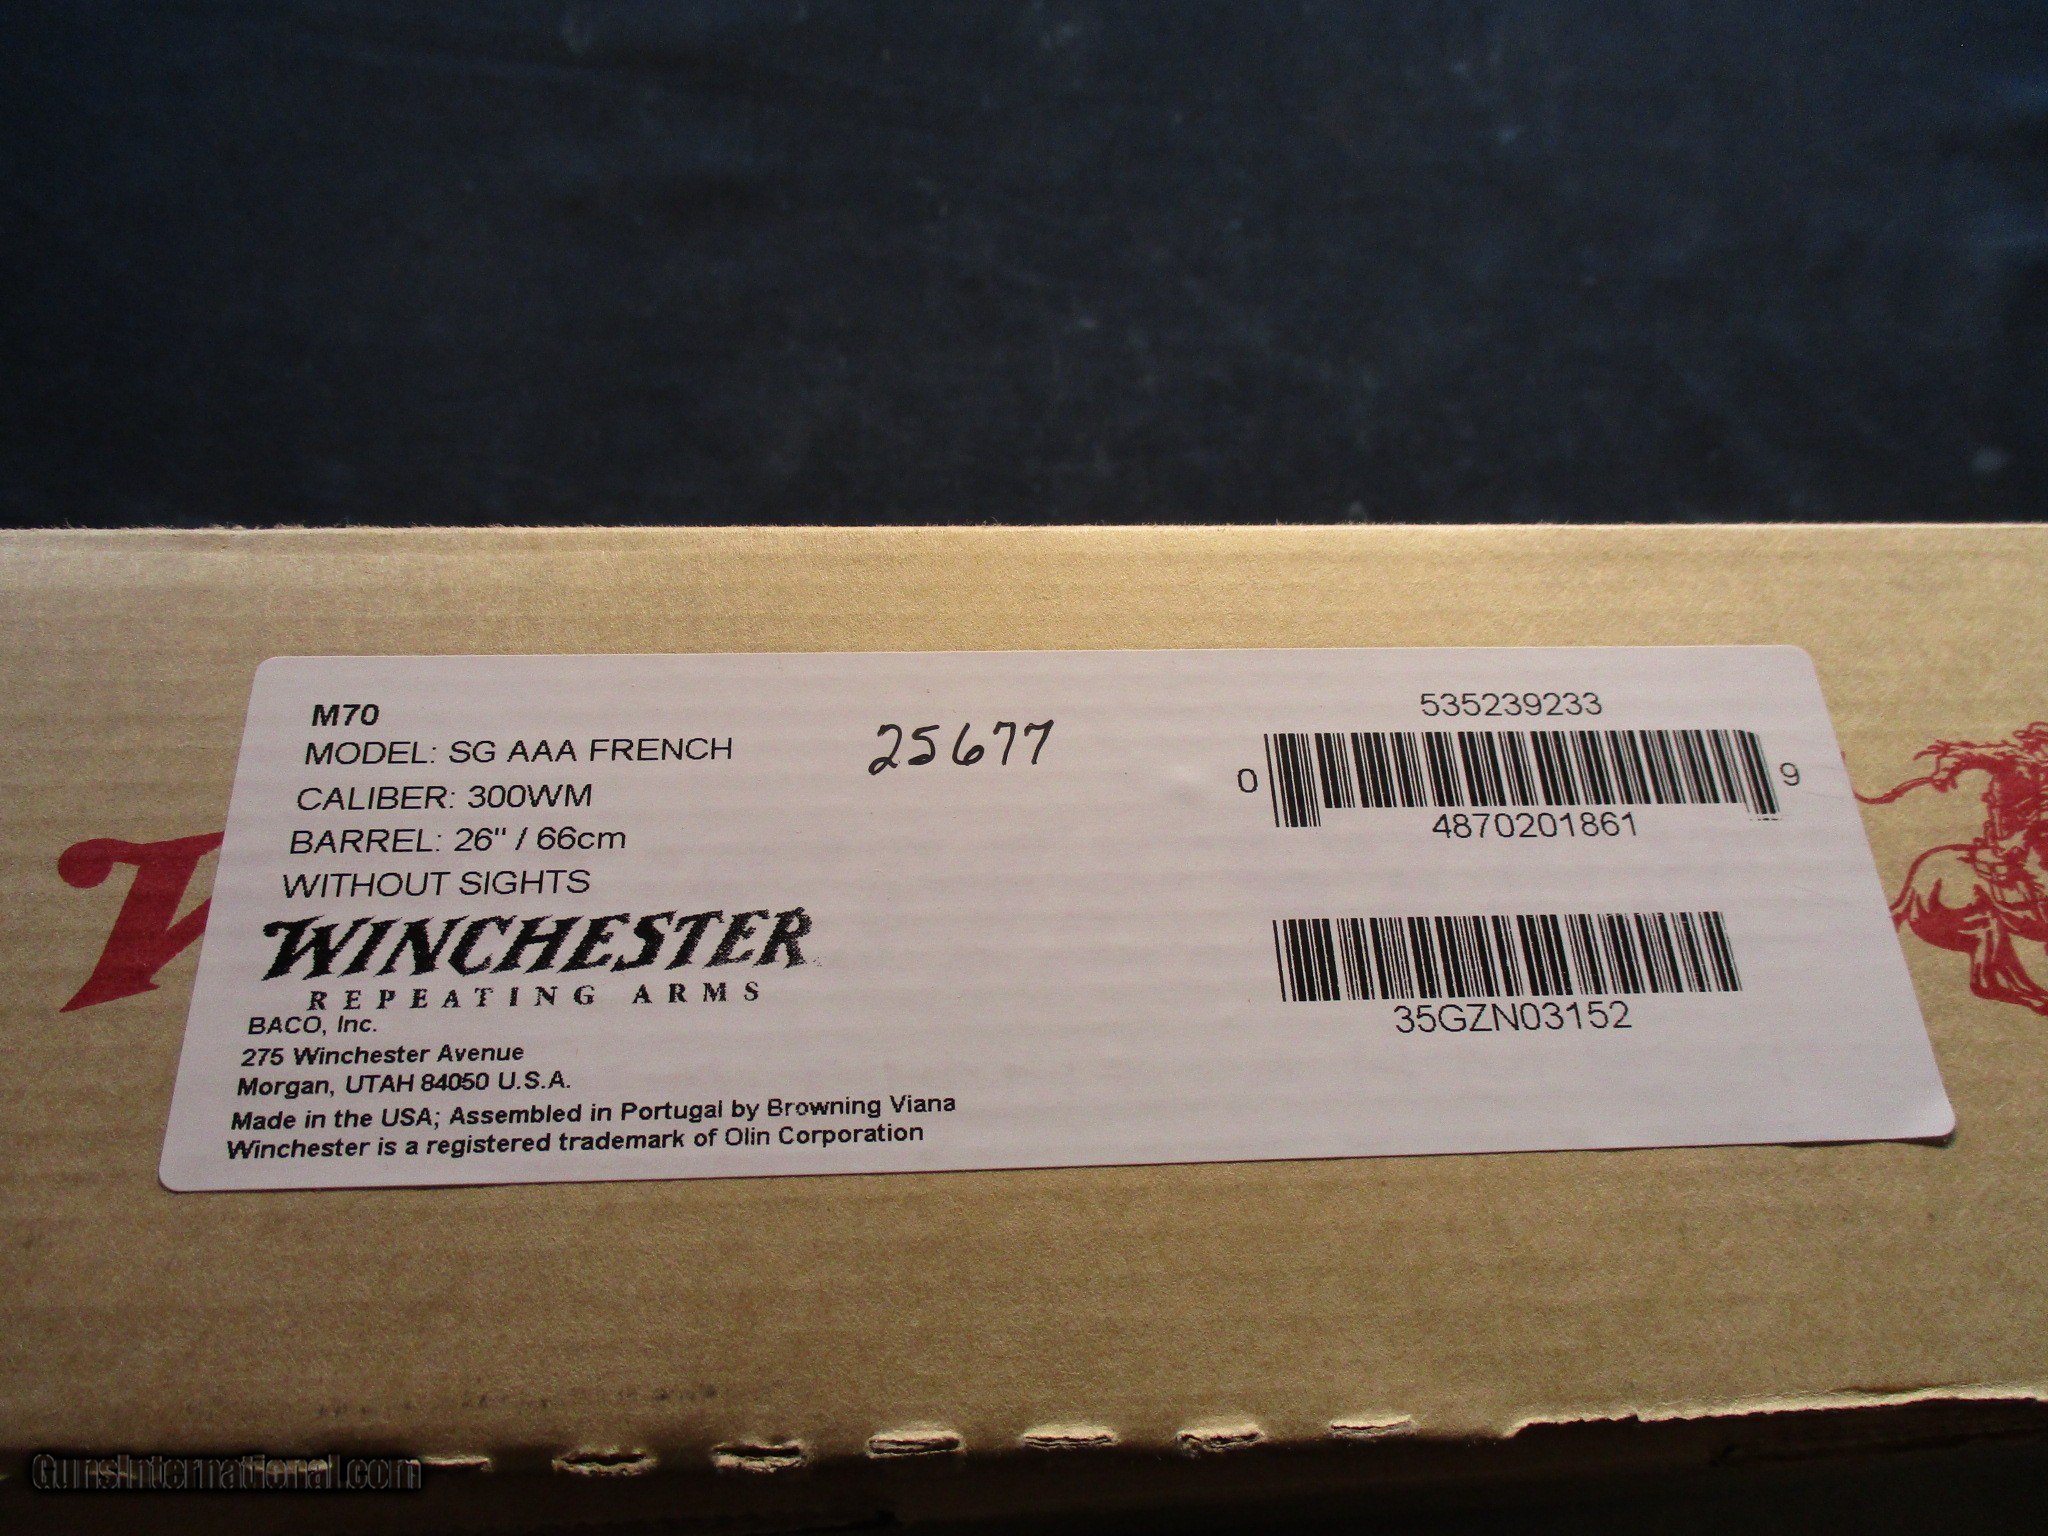 M70
MODEL: SG AAA FRENCH
CALIBER: 300WM
BARREL: 26" / 66cm
WITHOUT SIGHTS
WINCHESTER
REPEATING ARMS
BACO, Inc.
275 Winchester Avenue
Morgan, UTAH 84050 U.S.A.
Made in the USA; Assembled in Portugal by Browning Viana
Winchester is a registered trademark of Olin Corporation
25677
535239233
0 9
4870201861
35GZN03152
W
GunsInternational.com